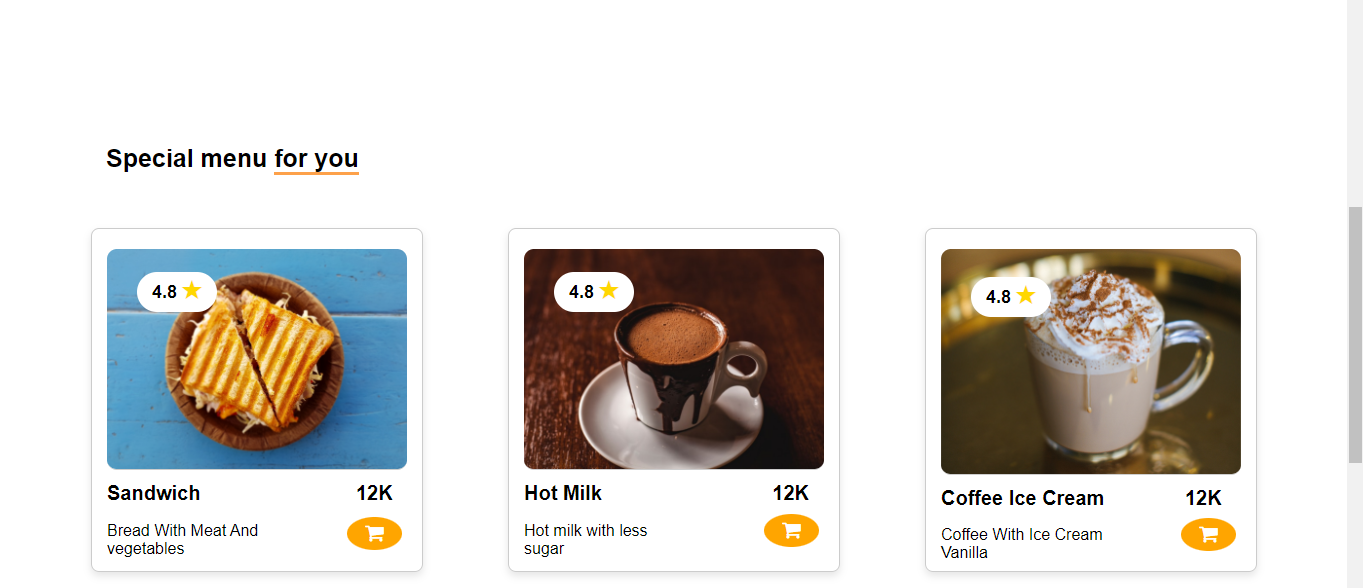 Special menu for you
4.8
4.8
4.8
Sandwich 12K
Hot Milk 12K
Coffee Ice Cream 12K
Bread With Meat And
vegetables
Hot milk with less
sugar
Coffee With Ice Cream
Vanilla